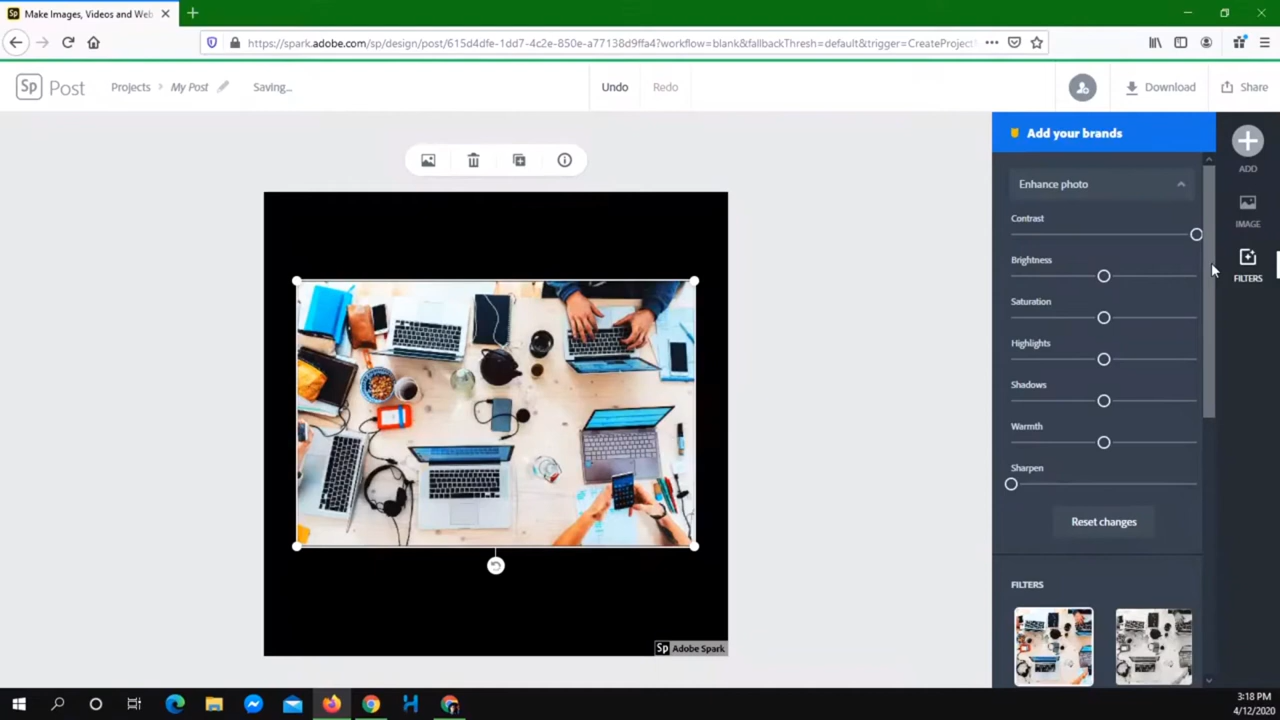 Sp Make Images, Videos and Web
https://spark.adobe.com/sp/design/post/615d4dfe-1dd7-4c2e-850e-a77138d9ffa4?workflow=blank&fallbackThresh=default&trigger=CreateProject
Sp Post Projects > My Post Saving... Undo Redo Download Share
Add your brands
ADD
Enhance photo
IMAGE
Contrast
FILTERS
Brightness
Saturation
Highlights
Shadows
Warmth
Sharpen
Reset changes
FILTERS
Sp Adobe Spark
3:18 PM
4/12/2020